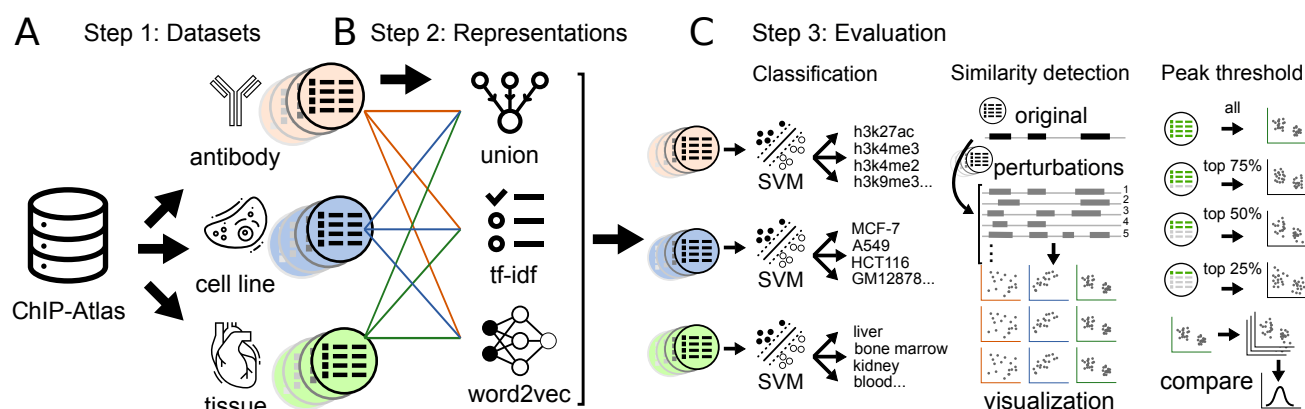 A
Step 1: Datasets
antibody
cell line
tissue
ChIP-Atlas
B
Step 2: Representations
union
tf-idf
word2vec
C
Step 3: Evaluation
Classification
SVM
h3k27ac
h3k4me3
h3k4me2
h3k9me3...
SVM
MCF-7
A549
HCT116
GM12878...
SVM
liver
bone marrow
kidney
blood...
Similarity detection
original
perturbations
1
2
3
4
5
visualization
Peak threshold
all
top 75%
top 50%
top 25%
compare